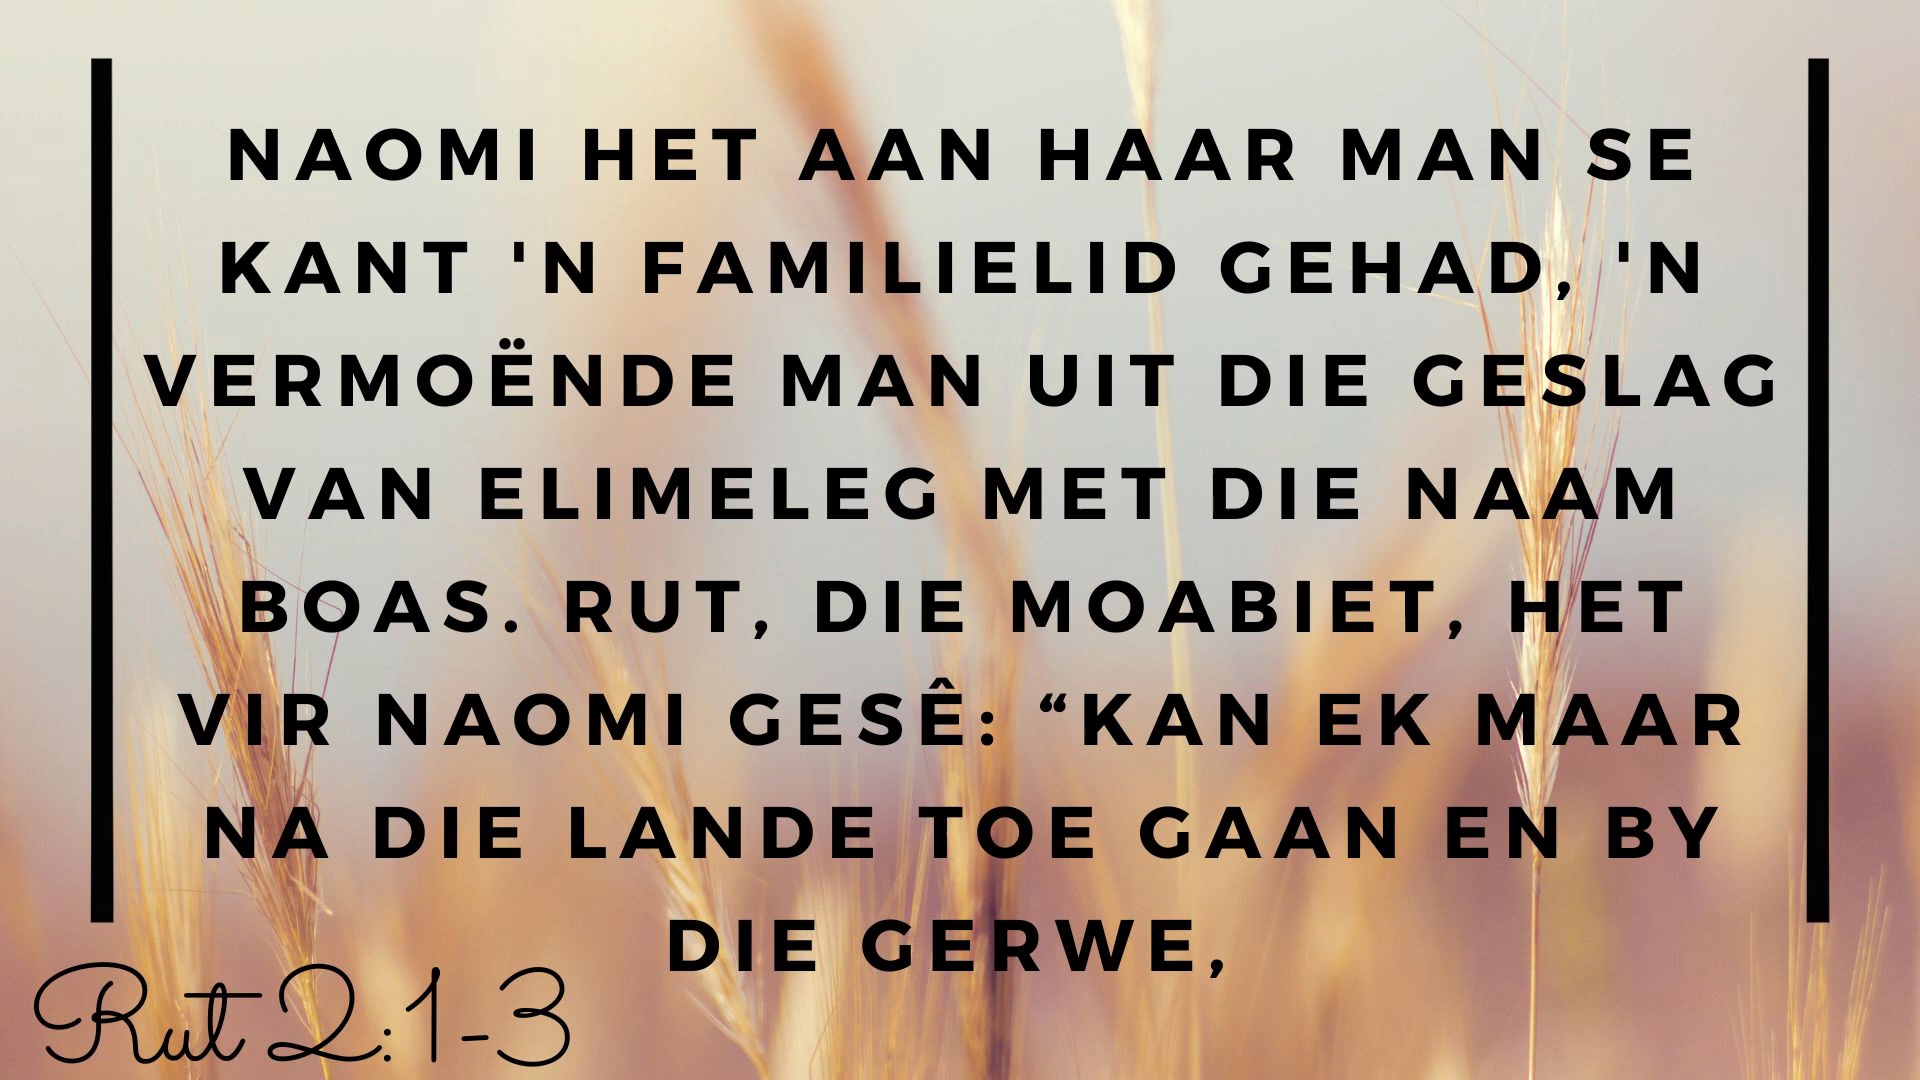 NAOMI HET AAN HAAR MAN SE
KANT 'N FAMILIELID GEHAD, 'N
VERMOËNDE MAN UIT DIE GESLAG
VAN ELIMELEG MET DIE NAAM
BOAS. RUT, DIE MOABIET, HET
VIR NAOMI GESÊ: “KAN EK MAAR
NA DIE LANDE TOE GAAN EN BY
DIE GERWE,
Rut 2:1-3